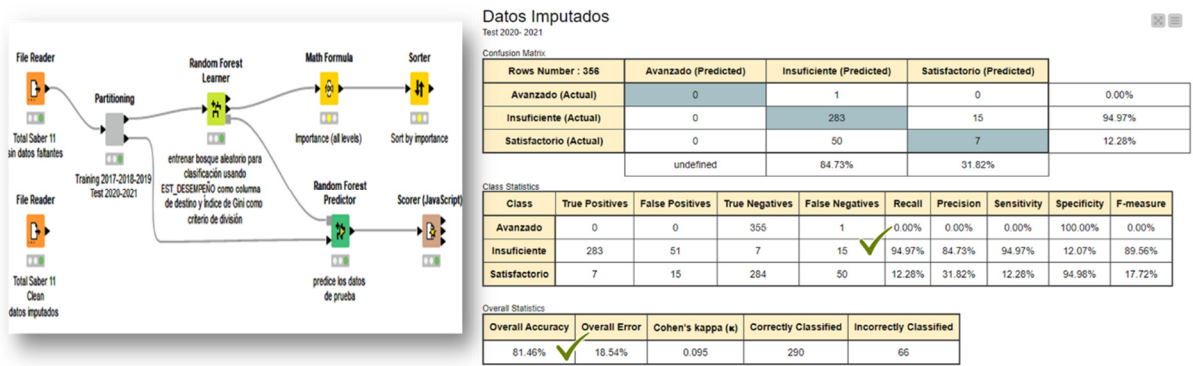 File Reader
Total Saber 11
sin datos faltantes
Partitioning
Training 2017-2018-2019
Test 2020-2021
Random Forest
Learner
entrenar bosque aleatorio para
clasificación usando
EST_DESEMPEÑO como columna
de destino y Índice de Gini como
criterio de división
Math Formula
Importance (all levels)
Sorter
Sort by importance
File Reader
Total Saber 11
Clean
datos imputados
Random Forest
Predictor
predice los datos
de prueba
Scorer (JavaScript)
Datos Imputados
Test 2020- 2021
Confusion Matrix
Rows Number : 356 Avanzado (Predicted) Insuficiente (Predicted) Satisfactorio (Predicted)
Avanzado (Actual) 0 1 0 0.00%
Insuficiente (Actual) 0 283 15 94.97%
Satisfactorio (Actual) 0 50 7 12.28%
undefined 84.73% 31.82%
Class Statistics
Class True Positives False Positives True Negatives False Negatives Recall Precision Sensitivity Specificity F-measure
Avanzado 0 0 355 1 0.00% 0.00% 0.00% 100.00% 0.00%
Insuficiente 283 51 7 15 94.97% 84.73% 94.97% 12.07% 89.56%
Satisfactorio 7 15 284 50 12.28% 31.82% 12.28% 94.98% 17.72%
Overall Statistics
Overall Accuracy Overall Error Cohen's kappa (κ) Correctly Classified Incorrectly Classified
81.46% 18.54% 0.095 290 66